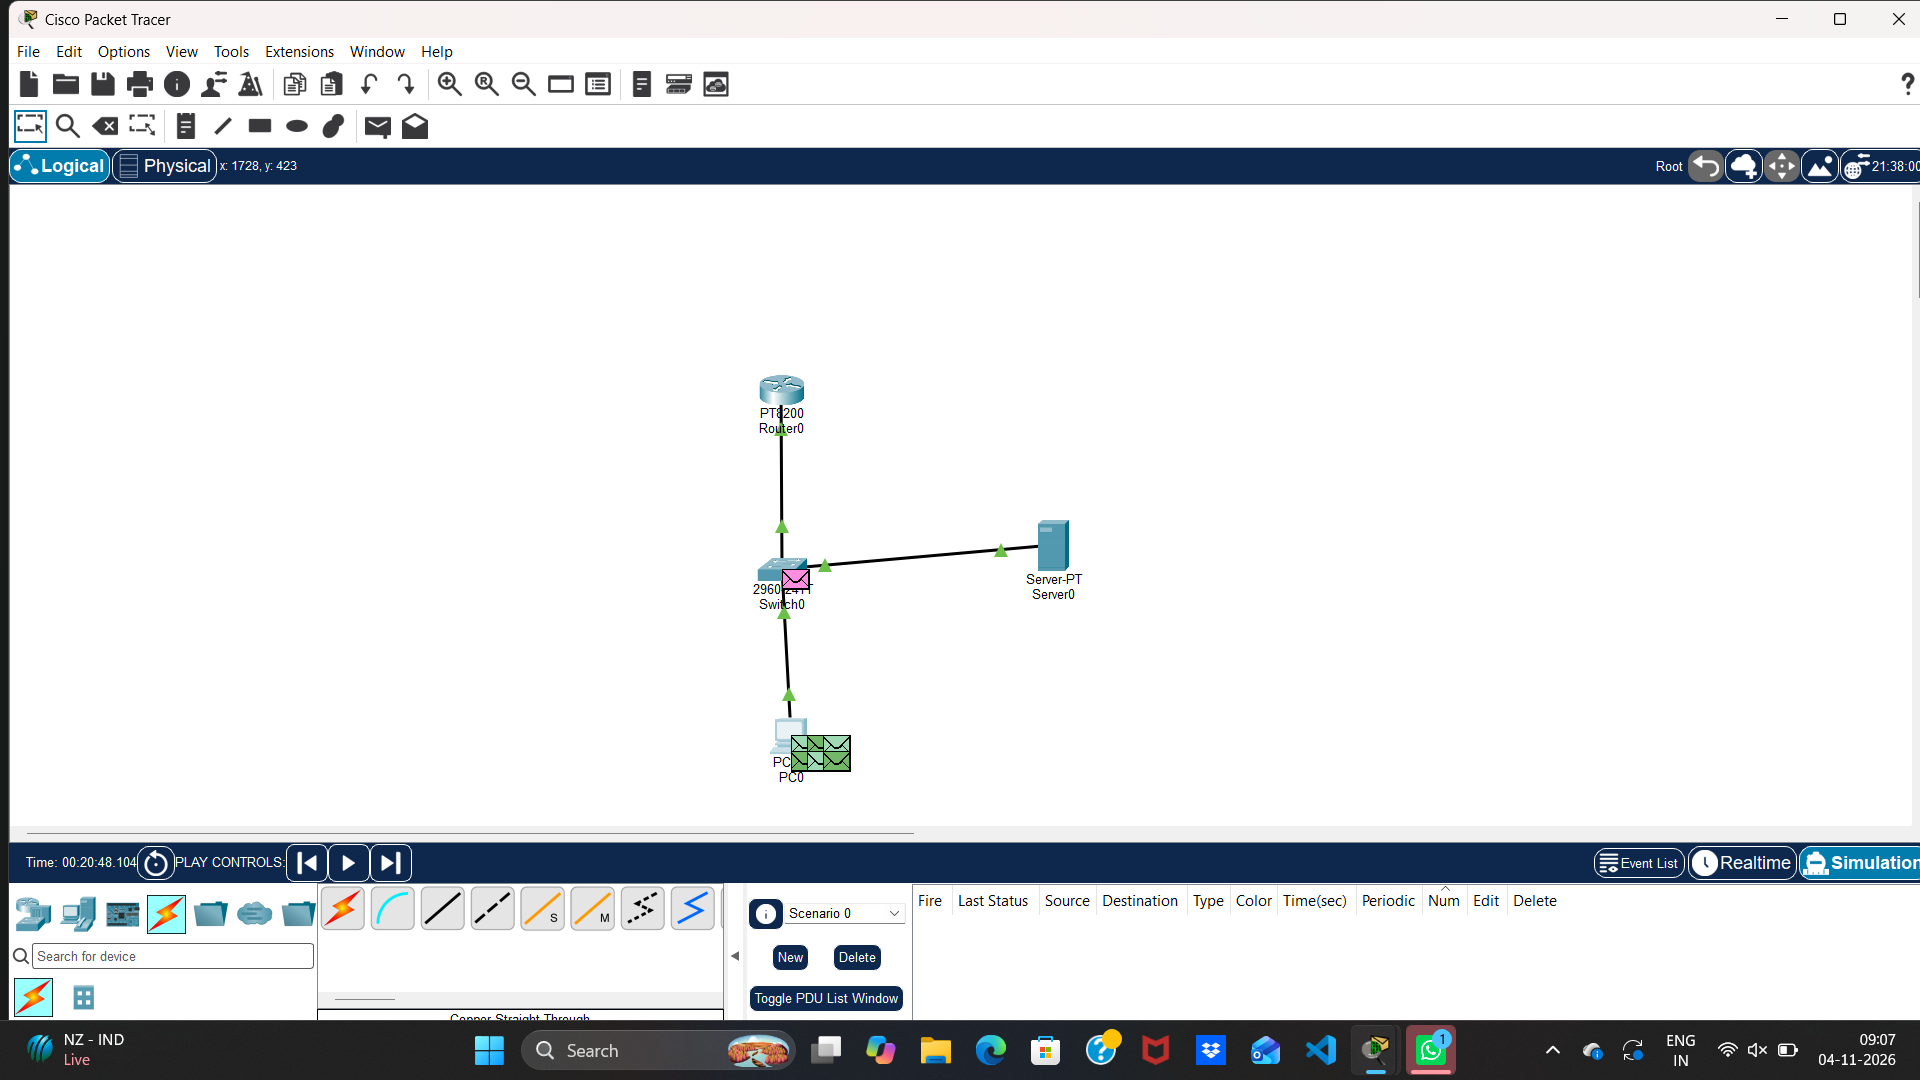 Cisco Packet Tracer
File Edit Options View Tools Extensions Window Help
Logical Physical x: 1728, y: 423 Root 21:38:00
PT8200
Router0
Server-PT
Server0
Switch0
PC0
Time: 00:20:48.104 PLAY CONTROLS: Event List Realtime Simulation
Fire Last Status Source Destination Type Color Time(sec) Periodic Num Edit Delete
S M
Scenario 0
Search for device
New Delete
Toggle PDU List Window
Copper Straight-Through
NZ - IND
Live
Search
1
ENG
IN
09:07
04-11-2026